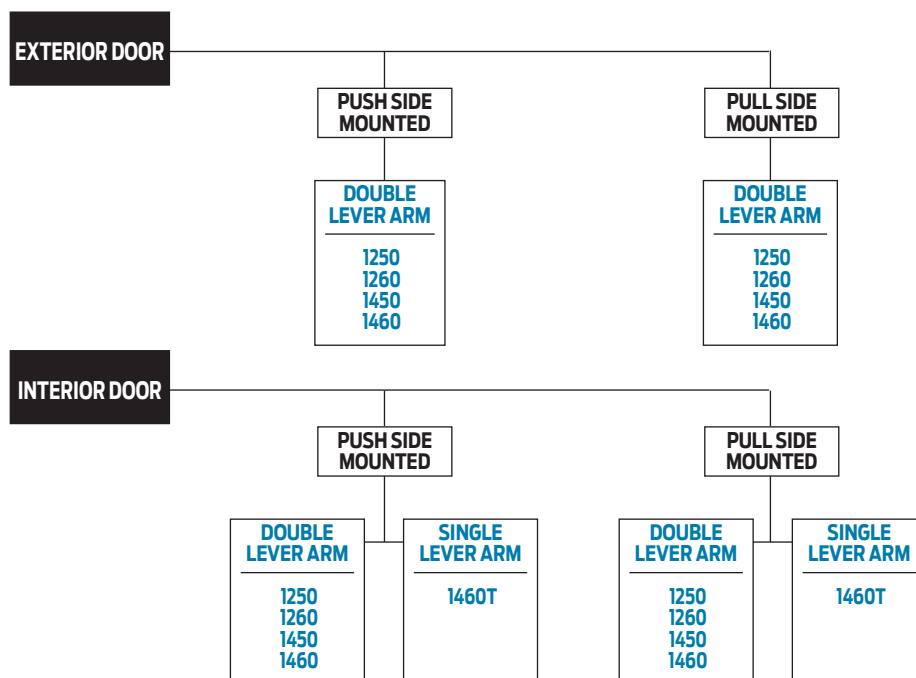 EXTERIOR DOOR
PUSH SIDE
MOUNTED
PULL SIDE
MOUNTED
DOUBLE
LEVER ARM
1250
1260
1450
1460
DOUBLE
LEVER ARM
1250
1260
1450
1460
INTERIOR DOOR
PUSH SIDE
MOUNTED
PULL SIDE
MOUNTED
DOUBLE
LEVER ARM
1250
1260
1450
1460
SINGLE
LEVER ARM
1460T
DOUBLE
LEVER ARM
1250
1260
1450
1460
SINGLE
LEVER ARM
1460T